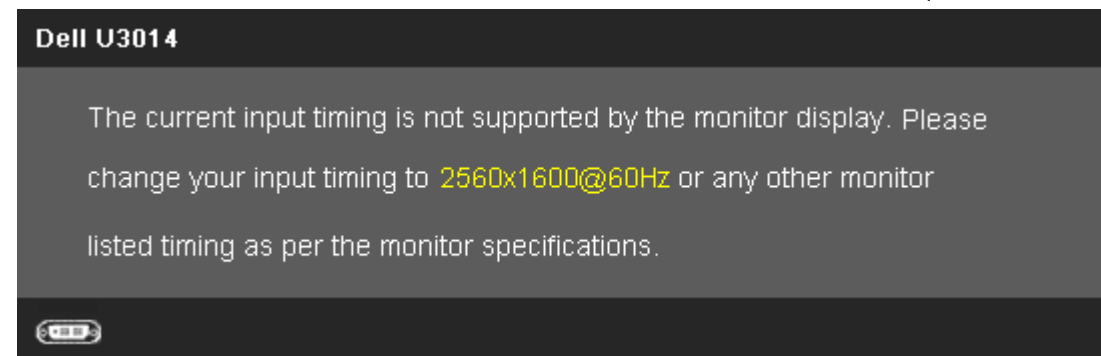 Dell U3014
The current input timing is not supported by the monitor display. Please
change your input timing to 2560x1600@60Hz or any other monitor
listed timing as per the monitor specifications.